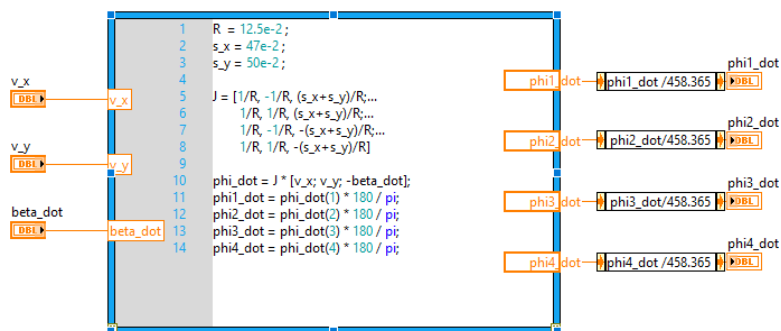 1 R = 12.5e-2;
2 s_x = 47e-2;
3 s_y = 50e-2;
4
5 J = [1/R, -1/R, (s_x+s_y)/R;...
6 1/R, 1/R, (s_x+s_y)/R;...
7 1/R, -1/R, -(s_x+s_y)/R;...
8 1/R, 1/R, -(s_x+s_y)/R]
9
10 phi_dot = J * [v_x; v_y; -beta_dot];
11 phi1_dot = phi_dot(1) * 180 / pi;
12 phi2_dot = phi_dot(2) * 180 / pi;
13 phi3_dot = phi_dot(3) * 180 / pi;
14 phi4_dot = phi_dot(4) * 180 / pi;
v_x
DBL
v_x
v_y
DBL
v_y
beta_dot
DBL
beta_dot
phi1_dot
phi1_dot /458.365
phi1_dot
DBL
phi2_dot
phi2_dot/458.365
phi2_dot
DBL
phi3_dot
phi3_dot/458.365
phi3_dot
DBL
phi4_dot
phi4_dot /458.365
phi4_dot
DBL